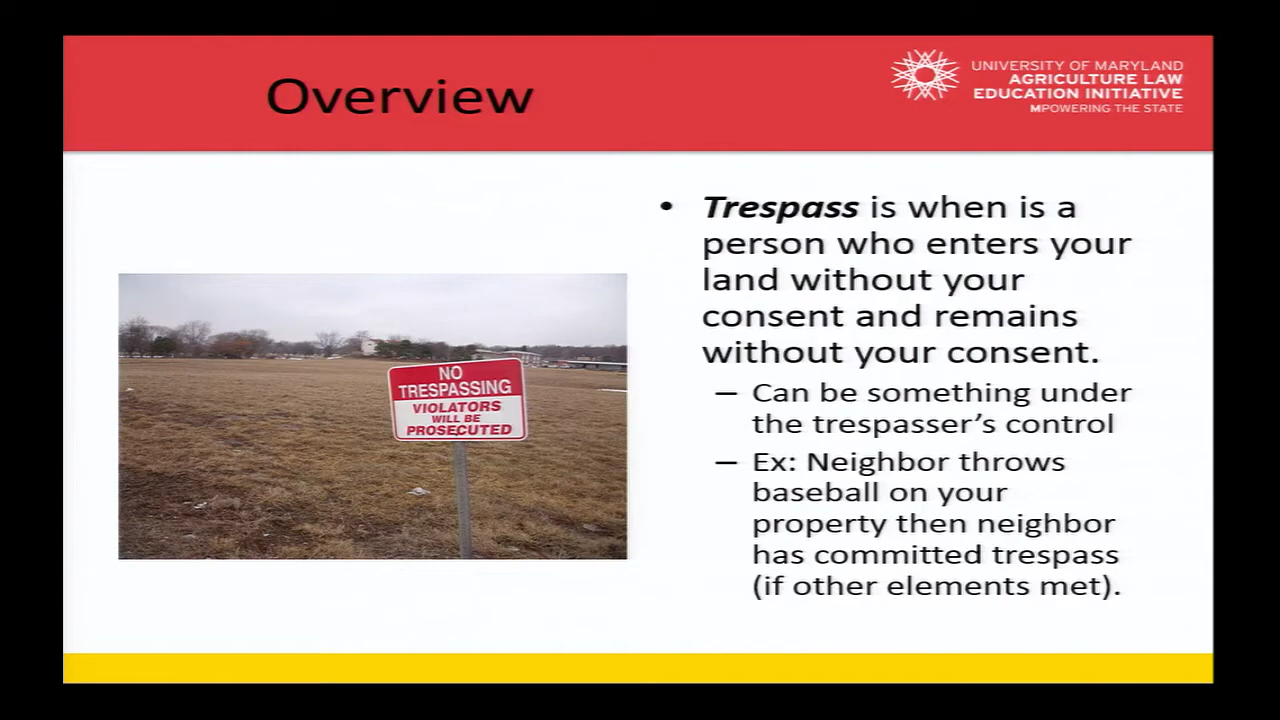 Overview
UNIVERSITY OF MARYLAND
AGRICULTURE LAW
EDUCATION INITIATIVE
MPOWERING THE STATE
• Trespass is when is a
person who enters your
land without your
consent and remains
without your consent.
– Can be something under
the trespasser's control
– Ex: Neighbor throws
baseball on your
property then neighbor
has committed trespass
(if other elements met).
NO
TRESPASSING
VIOLATORS
WILL BE
PROSECUTED